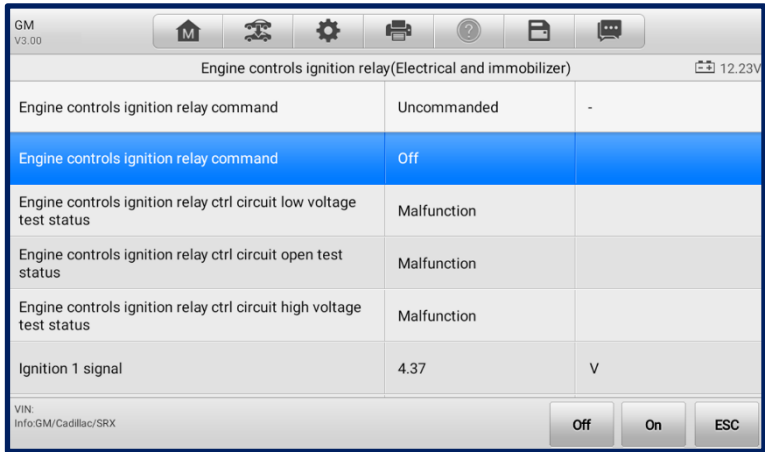 GM
V3.00
M
?
Engine controls ignition relay(Electrical and immobilizer)
12.23V
Engine controls ignition relay command
Uncommanded
-
Engine controls ignition relay command
Off
Engine controls ignition relay ctrl circuit low voltage
test status
Malfunction
Engine controls ignition relay ctrl circuit open test
status
Malfunction
Engine controls ignition relay ctrl circuit high voltage
test status
Malfunction
Ignition 1 signal
4.37
V
VIN:
Info:GM/Cadillac/SRX
Off
On
ESC